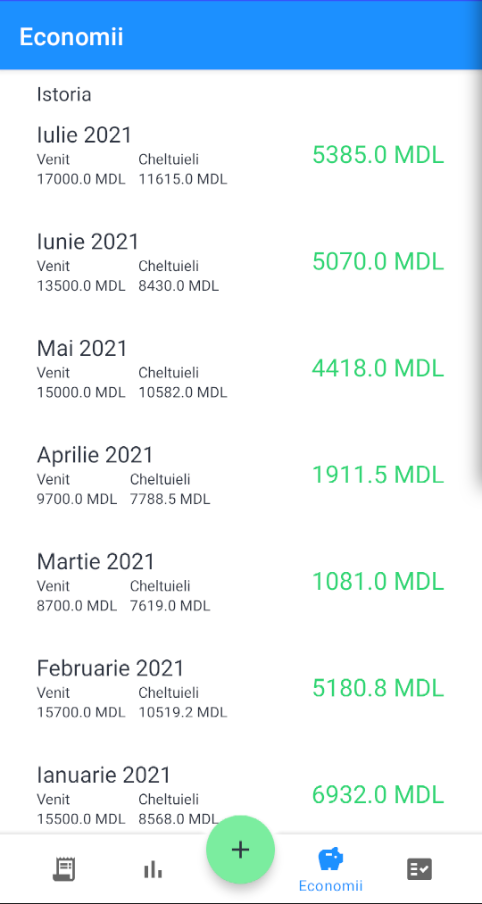 Economii
Istoria
Iulie 2021
Venit Cheltuieli
17000.0 MDL 11615.0 MDL
5385.0 MDL
Iunie 2021
Venit Cheltuieli
13500.0 MDL 8430.0 MDL
5070.0 MDL
Mai 2021
Venit Cheltuieli
15000.0 MDL 10582.0 MDL
4418.0 MDL
Aprilie 2021
Venit Cheltuieli
9700.0 MDL 7788.5 MDL
1911.5 MDL
Martie 2021
Venit Cheltuieli
8700.0 MDL 7619.0 MDL
1081.0 MDL
Februarie 2021
Venit Cheltuieli
15700.0 MDL 10519.2 MDL
5180.8 MDL
Ianuarie 2021
Venit Cheltuieli
15500.0 MDL 8568.0 MDL
6932.0 MDL
+
Economii